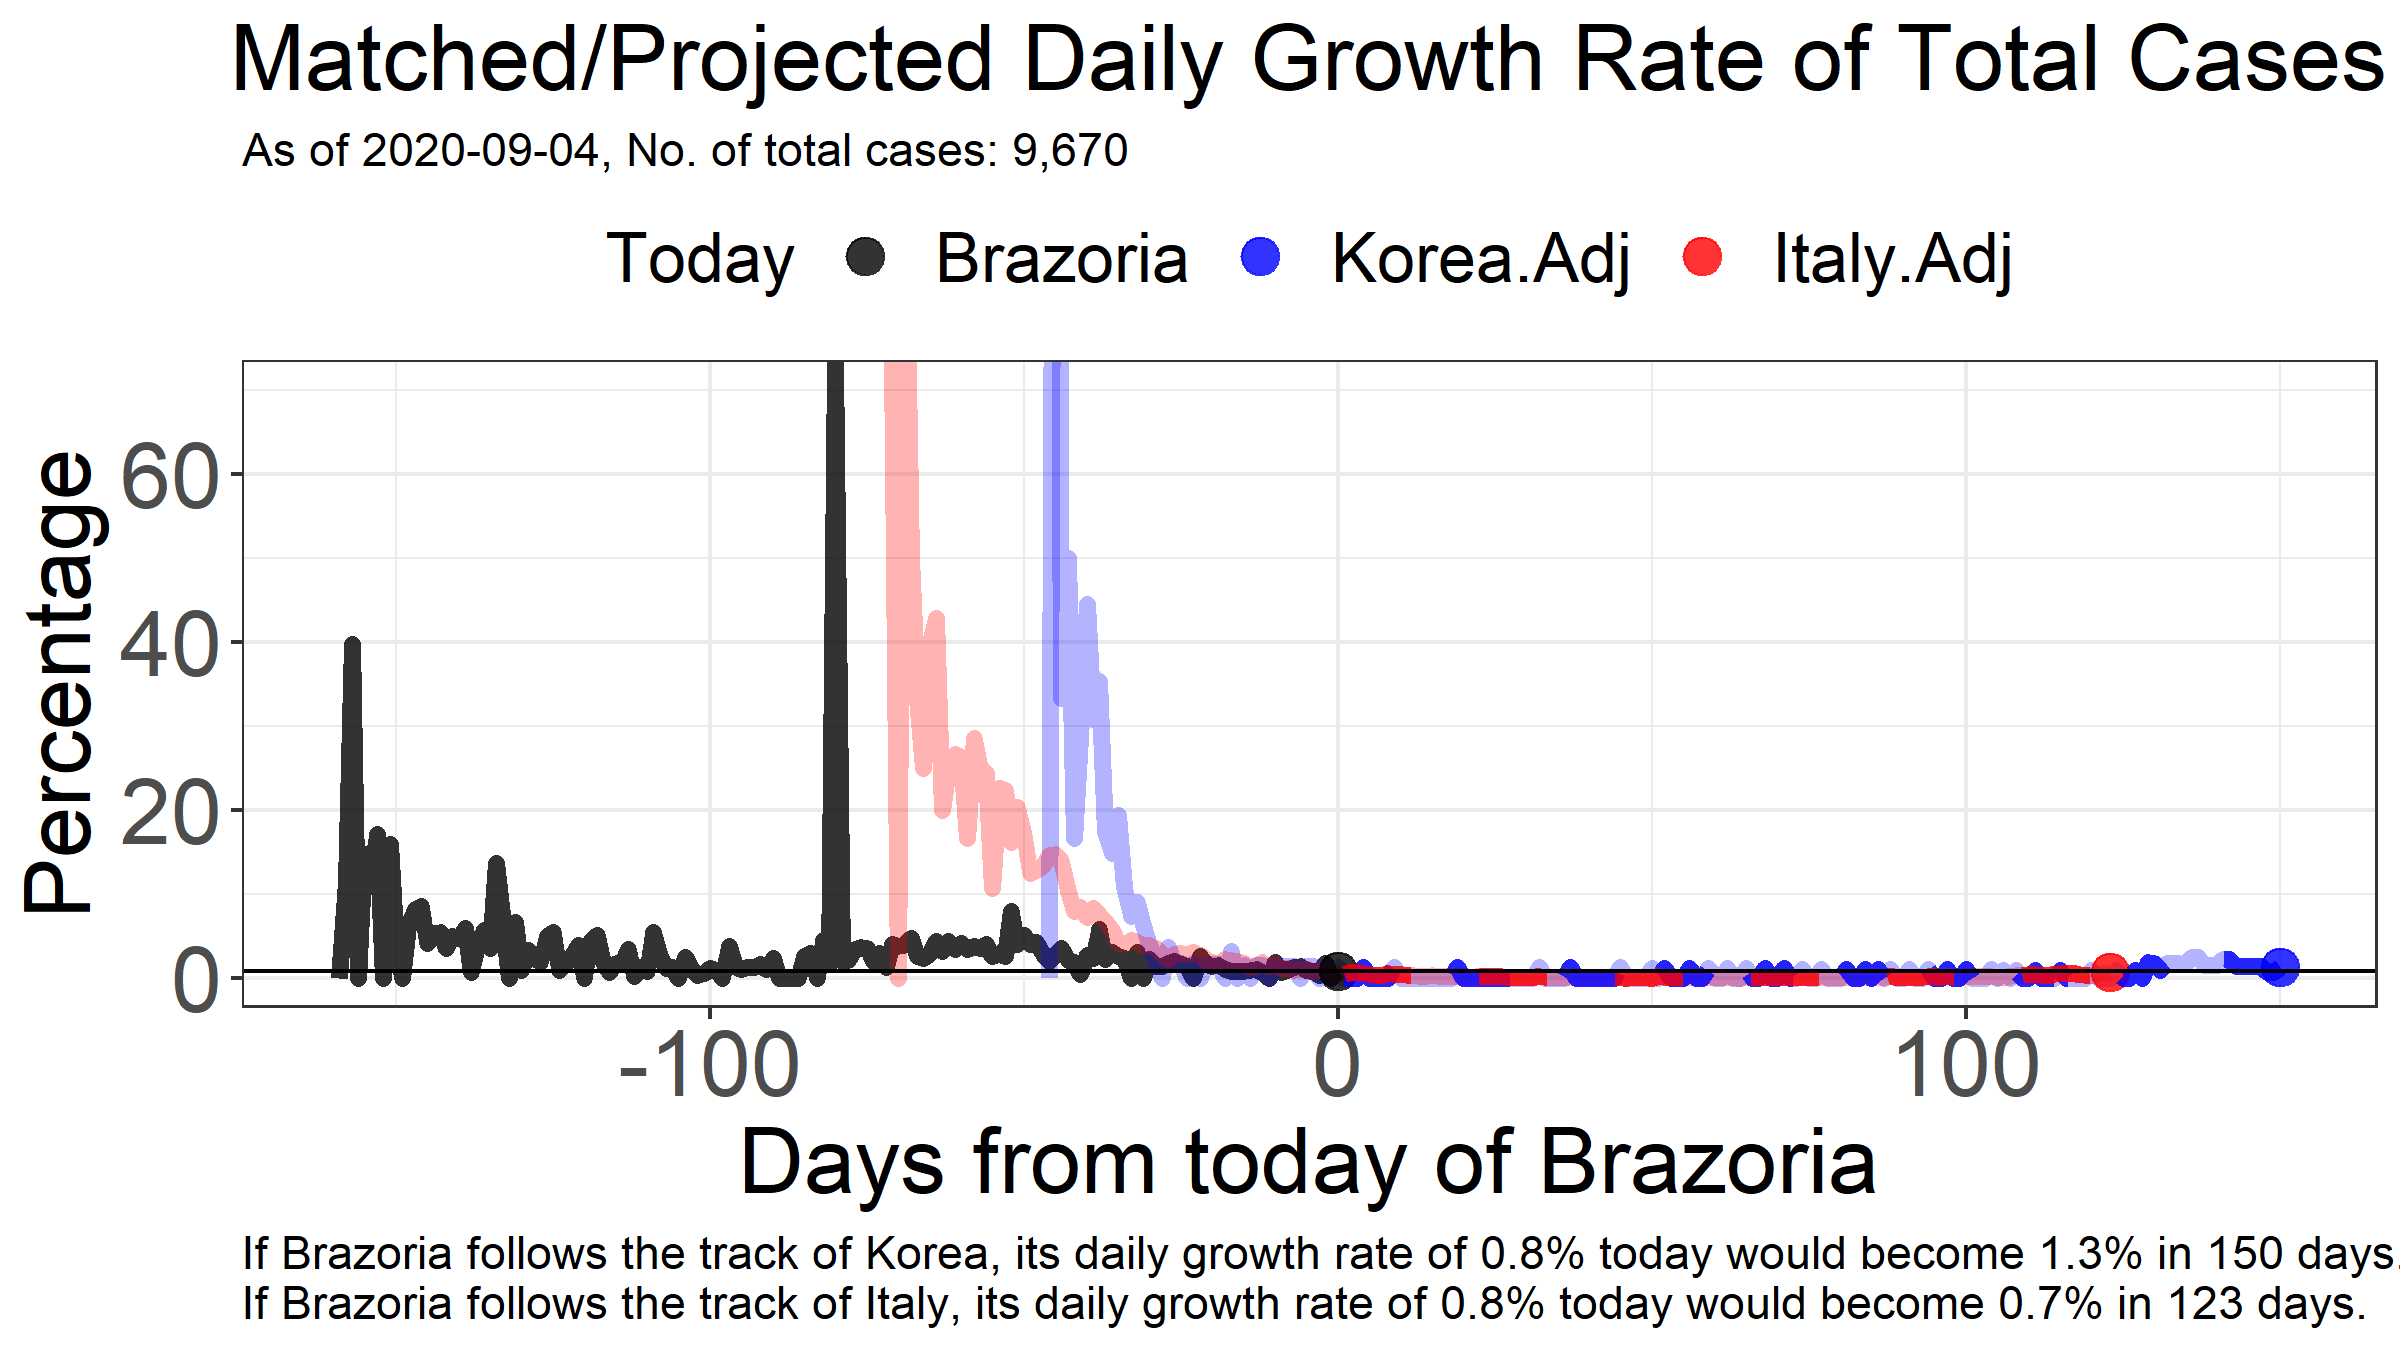 Matched/Projected Daily Growth Rate of Total Cases
As of 2020-09-04, No. of total cases: 9,670
Today Brazoria Korea.Adj Italy.Adj
Percentage
60
40
20
0
-100 0 100
Days from today of Brazoria
If Brazoria follows the track of Korea, its daily growth rate of 0.8% today would become 1.3% in 150 days.
If Brazoria follows the track of Italy, its daily growth rate of 0.8% today would become 0.7% in 123 days.